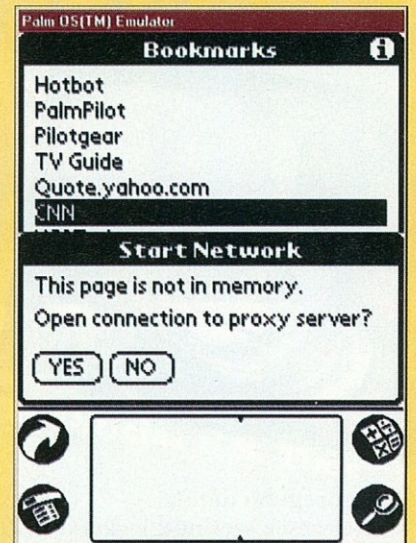 Palm OS(TM) Emulator
Bookmarks
Hotbot
PalmPilot
Pilotgear
TV Guide
Quote.yahoo.com
CNN
Start Network
This page is not in memory.
Open connection to proxy server?
YES NO